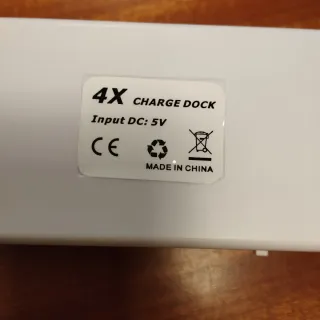 4X CHARGE DOCK
Input DC: 5V
CE
MADE IN CHINA